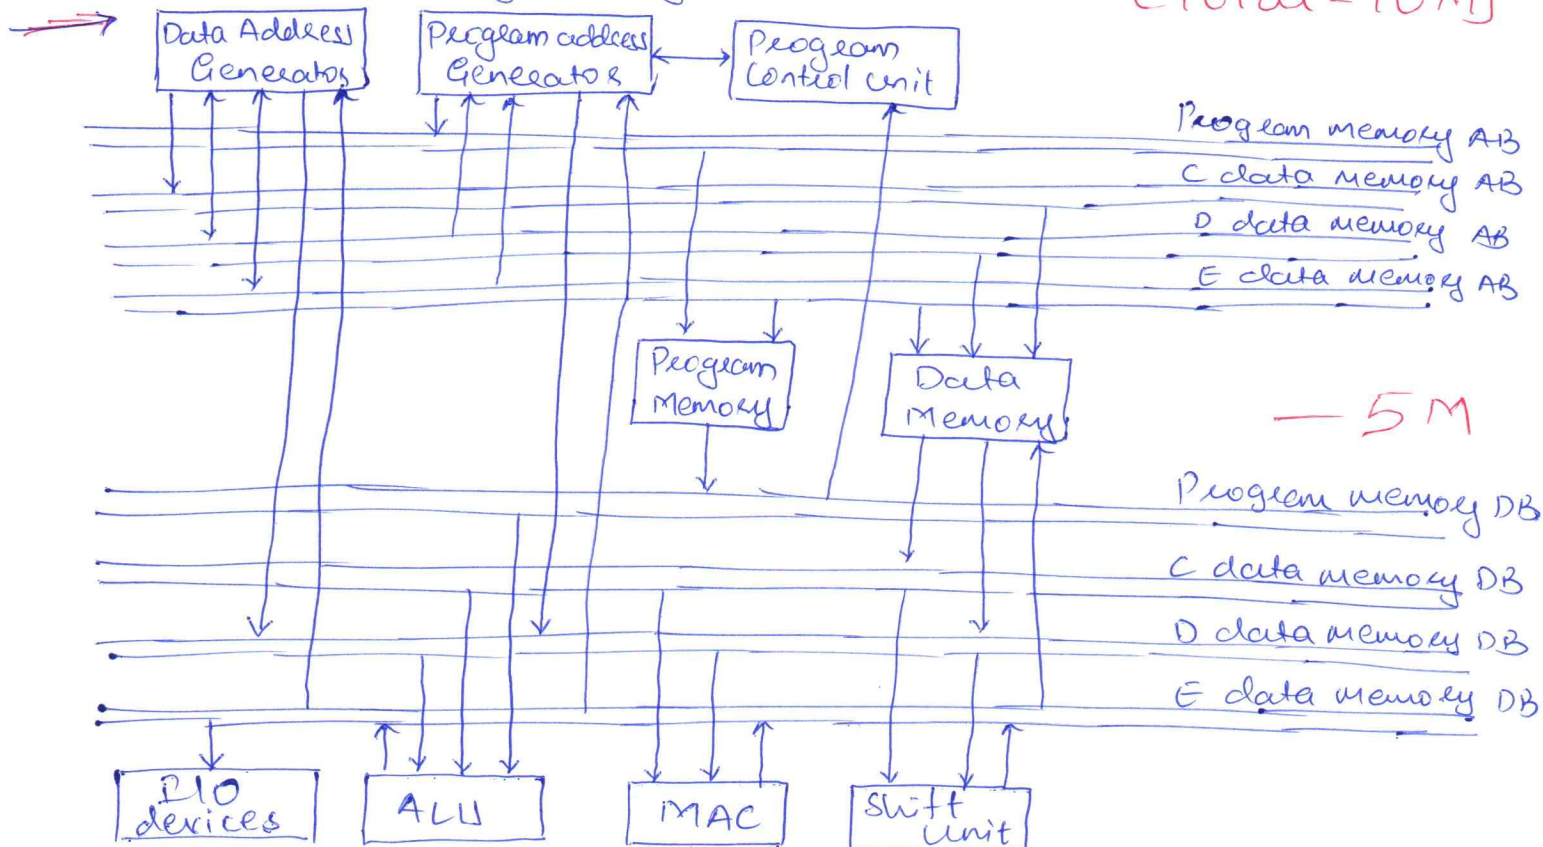 (Total-10M)
Data Address
Generator
Program address
Generator
Program
Control unit
Program memory AB
C data memory AB
D data memory AB
E data memory AB
Program
Memory
Data
Memory
— 5M
Program memory DB
C data memory DB
D data memory DB
E data memory DB
I/O
devices
ALU
MAC
Shift
Unit